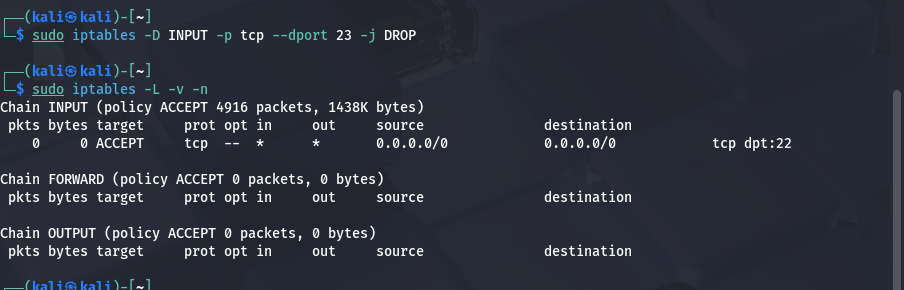 ┌──(kali㉿kali)-[~]
└─$ sudo iptables -D INPUT -p tcp --dport 23 -j DROP
┌──(kali㉿kali)-[~]
└─$ sudo iptables -L -v -n
Chain INPUT (policy ACCEPT 4916 packets, 1438K bytes)
 pkts bytes target     prot opt in     out     source               destination
    0     0 ACCEPT     tcp  --  *      *       0.0.0.0/0            0.0.0.0/0            tcp dpt:22
Chain FORWARD (policy ACCEPT 0 packets, 0 bytes)
 pkts bytes target     prot opt in     out     source               destination
Chain OUTPUT (policy ACCEPT 0 packets, 0 bytes)
 pkts bytes target     prot opt in     out     source               destination
┌──(kali㉿kali)-[~]